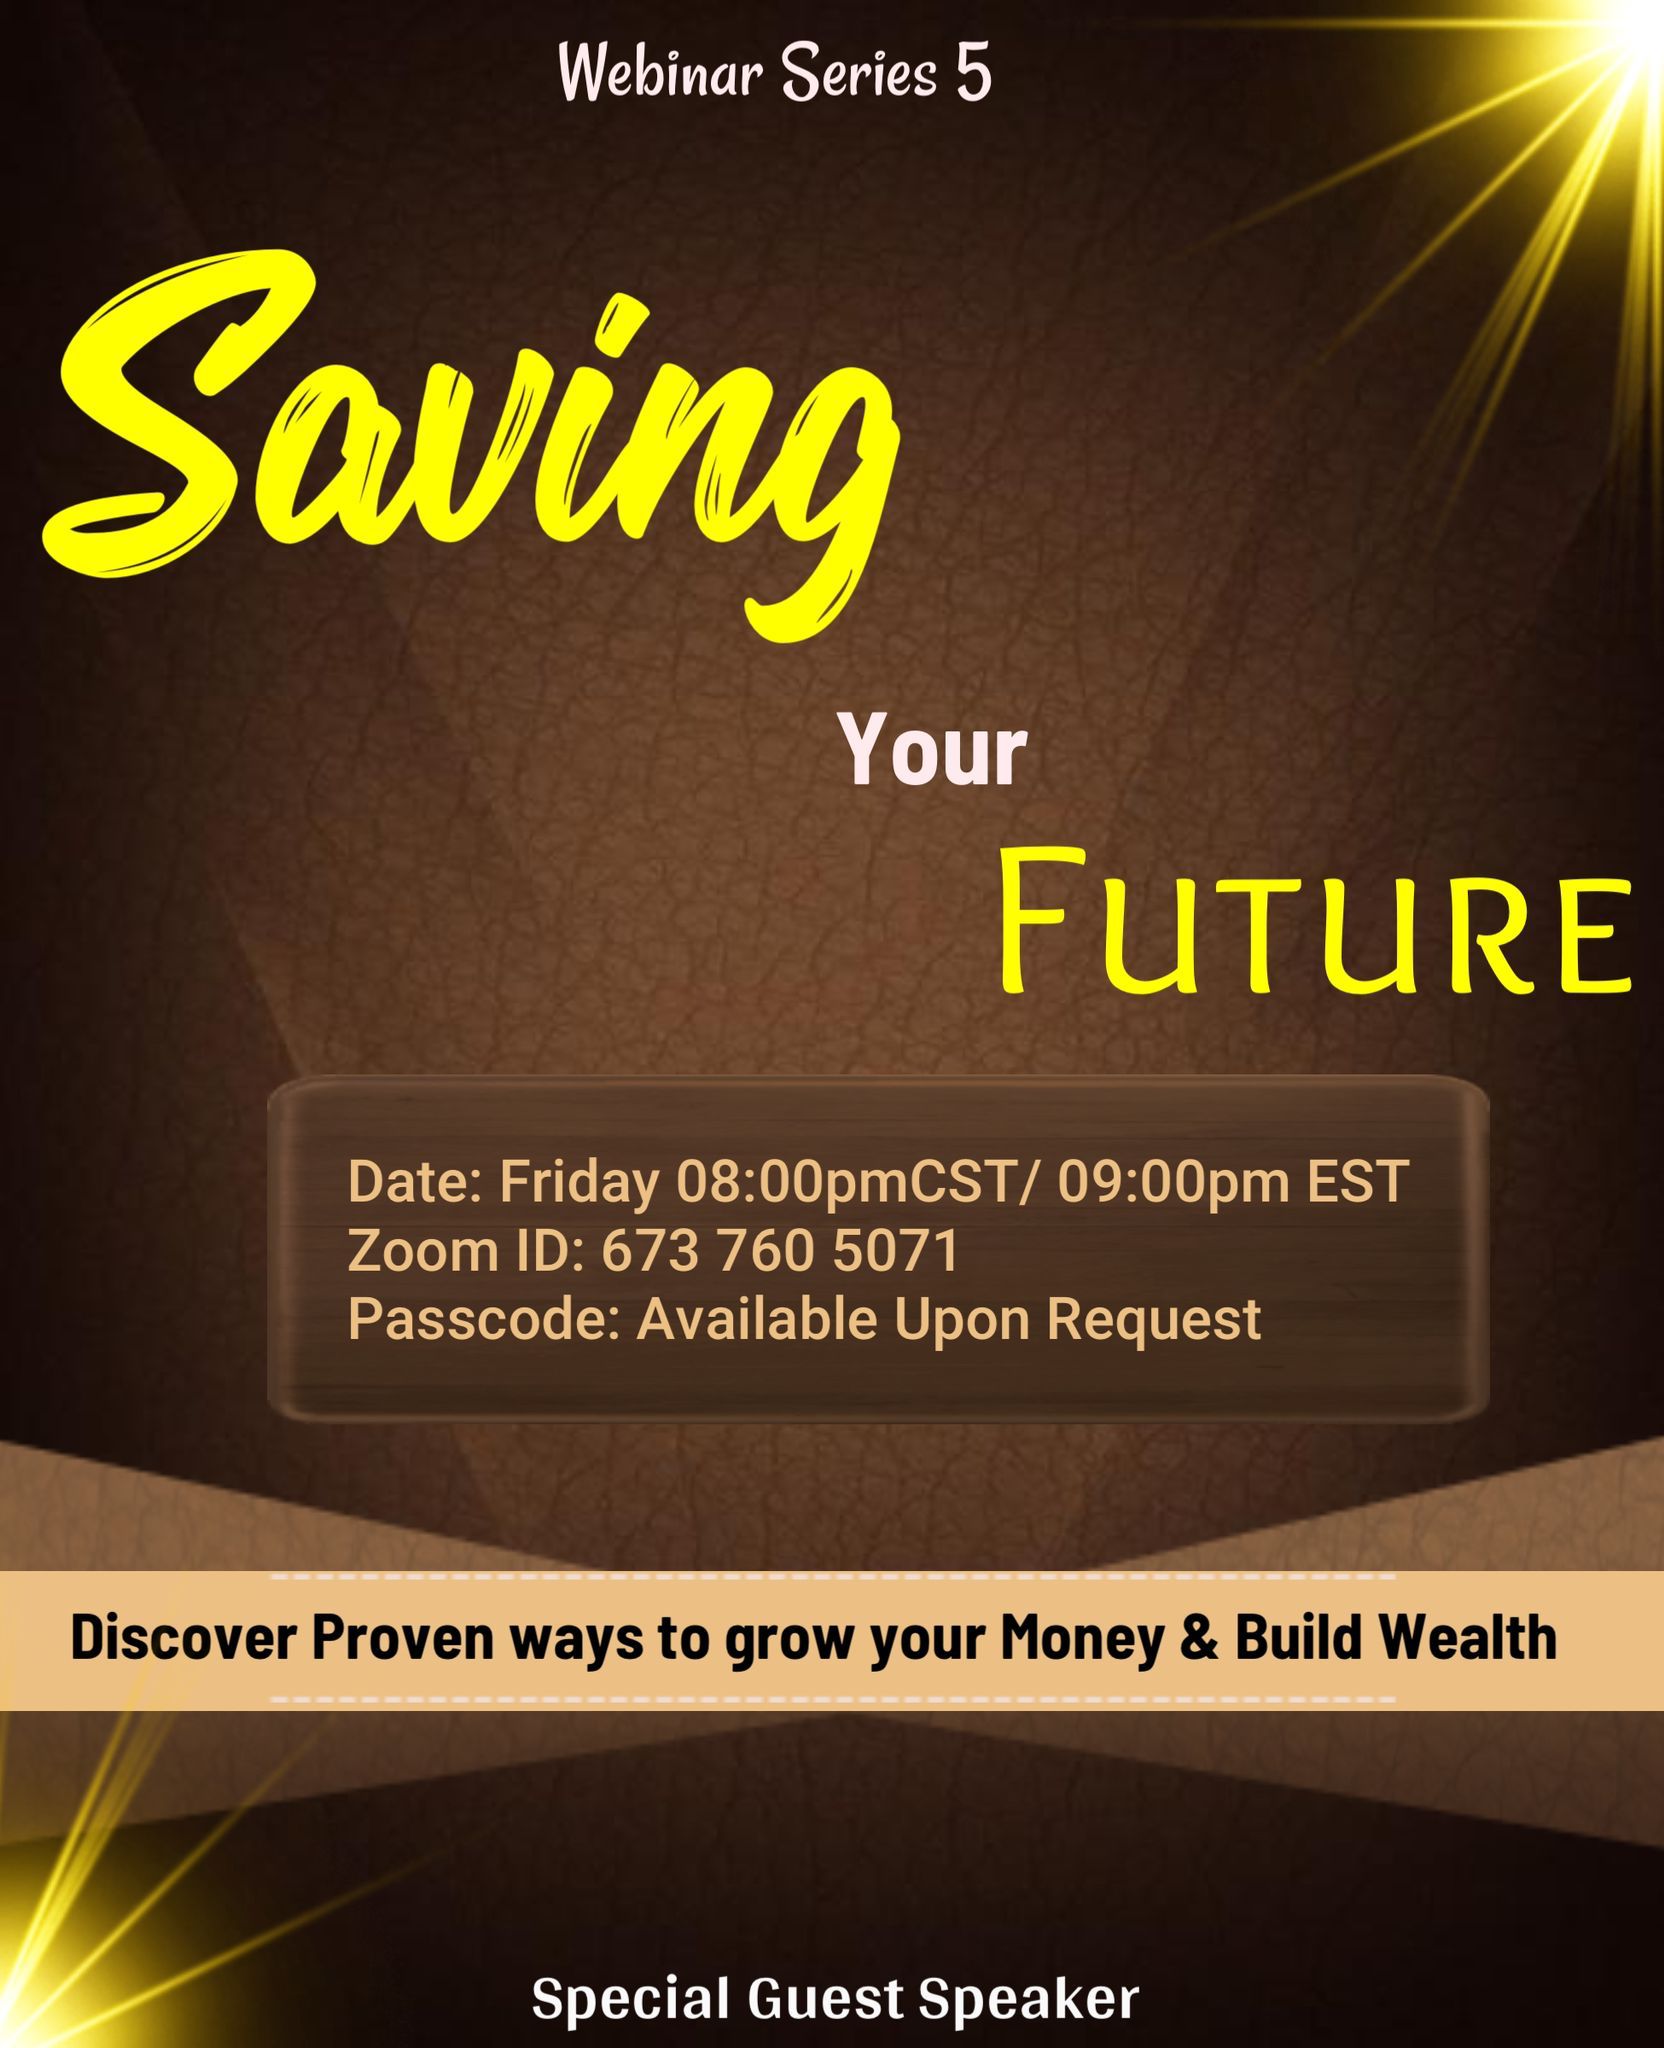 Webinar Series 5
Saving
Your
Future
Date: Friday 08:00pmCST/ 09:00pm EST
Zoom ID: 673 760 5071
Passcode: Available Upon Request
Discover Proven ways to grow your Money & Build Wealth
Special Guest Speaker